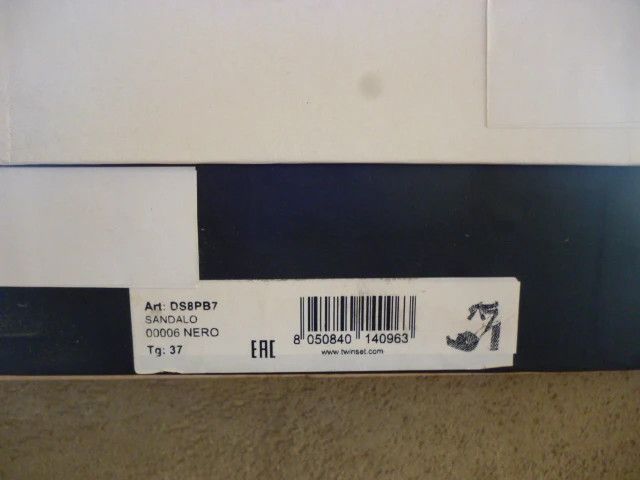 Art: DS8PB7
SANDALO
00006 NERO
Tg: 37
EAC
8 050840 140963
www.twinset.com